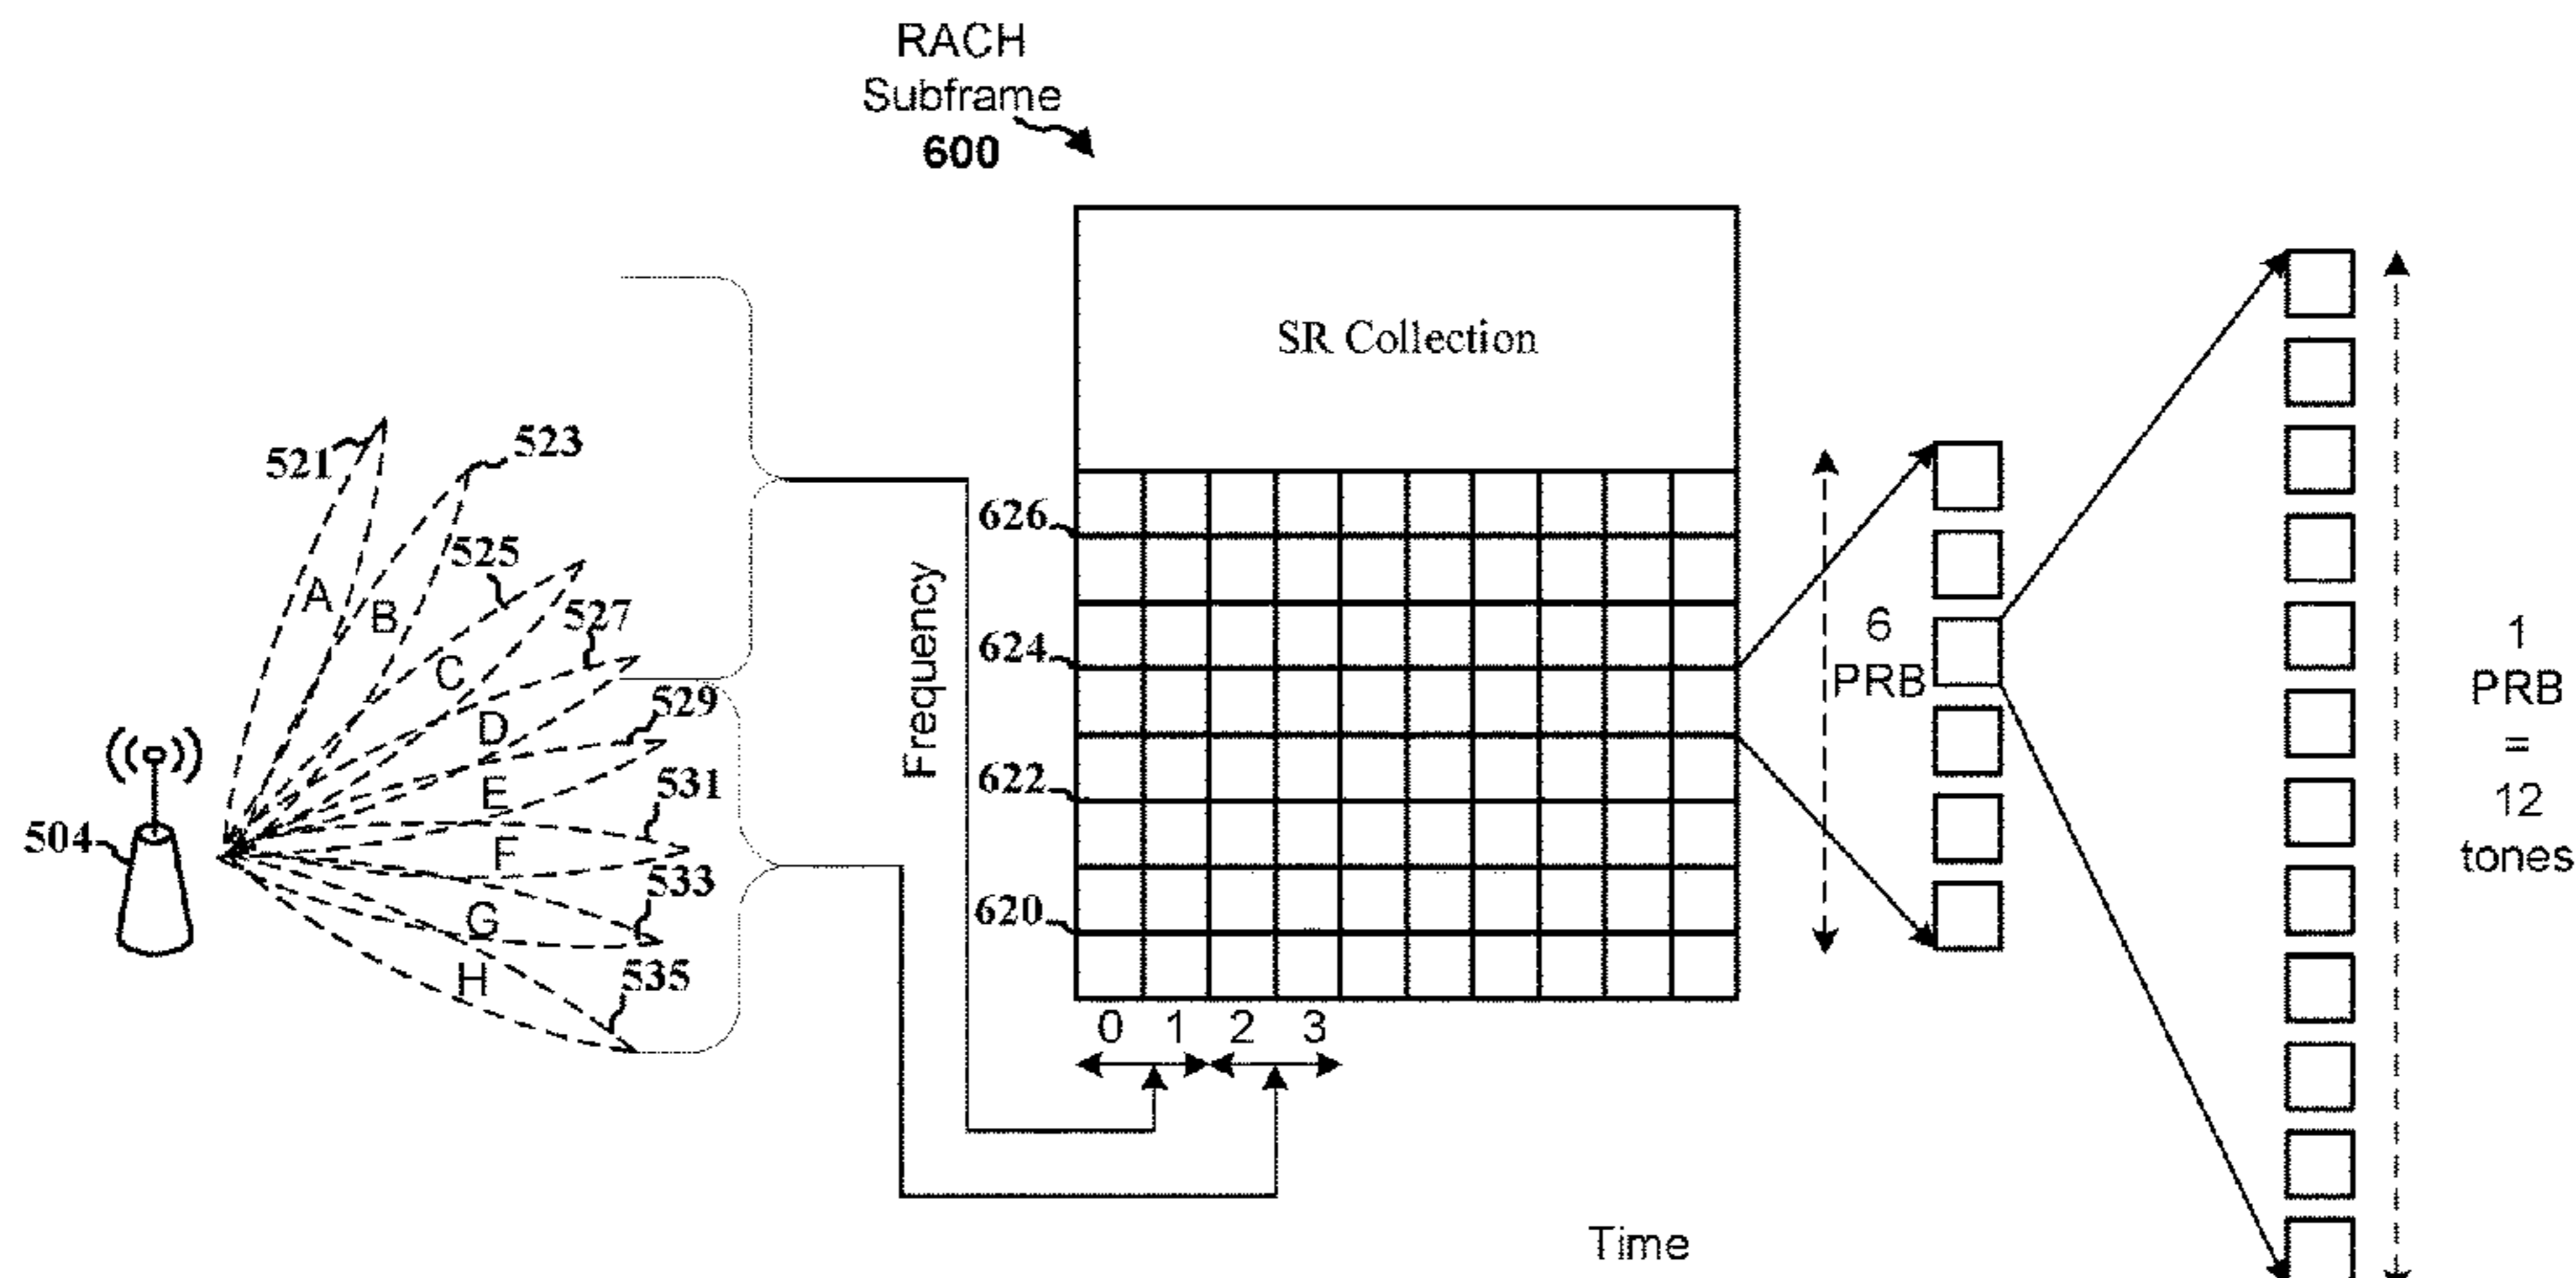 RACH
Subframe
600
SR Collection
521
523
525
527
529
531
533
535
A
B
C
D
E
F
G
H
504
Frequency
626
624
622
620
0 1 2 3
6
PRB
1
PRB
=
12
tones
Time